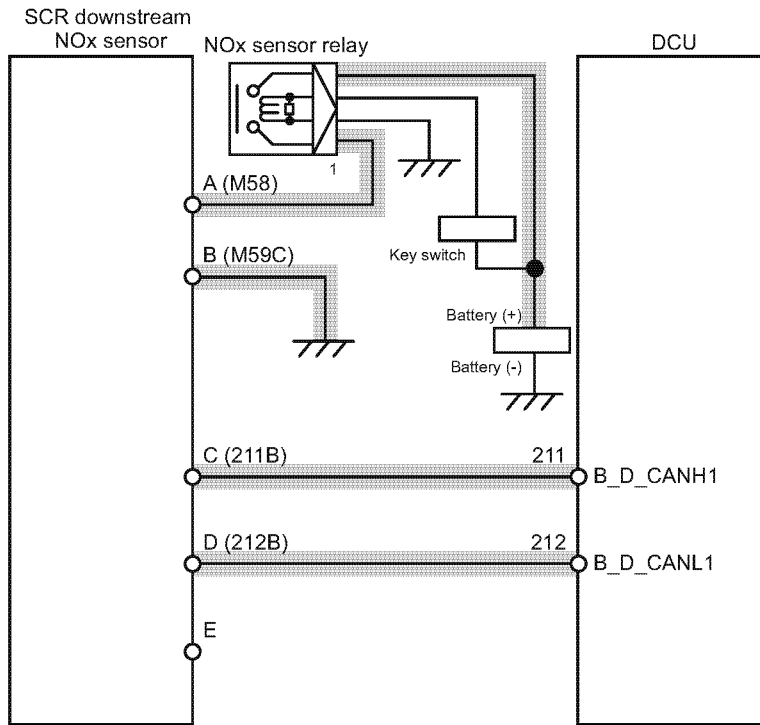 SCR downstream
NOx sensor
NOx sensor relay
DCU
1
A (M58)
Key switch
B (M59C)
Battery (+)
Battery (-)
C (211B)
211
B_D_CANH1
D (212B)
212
B_D_CANL1
E